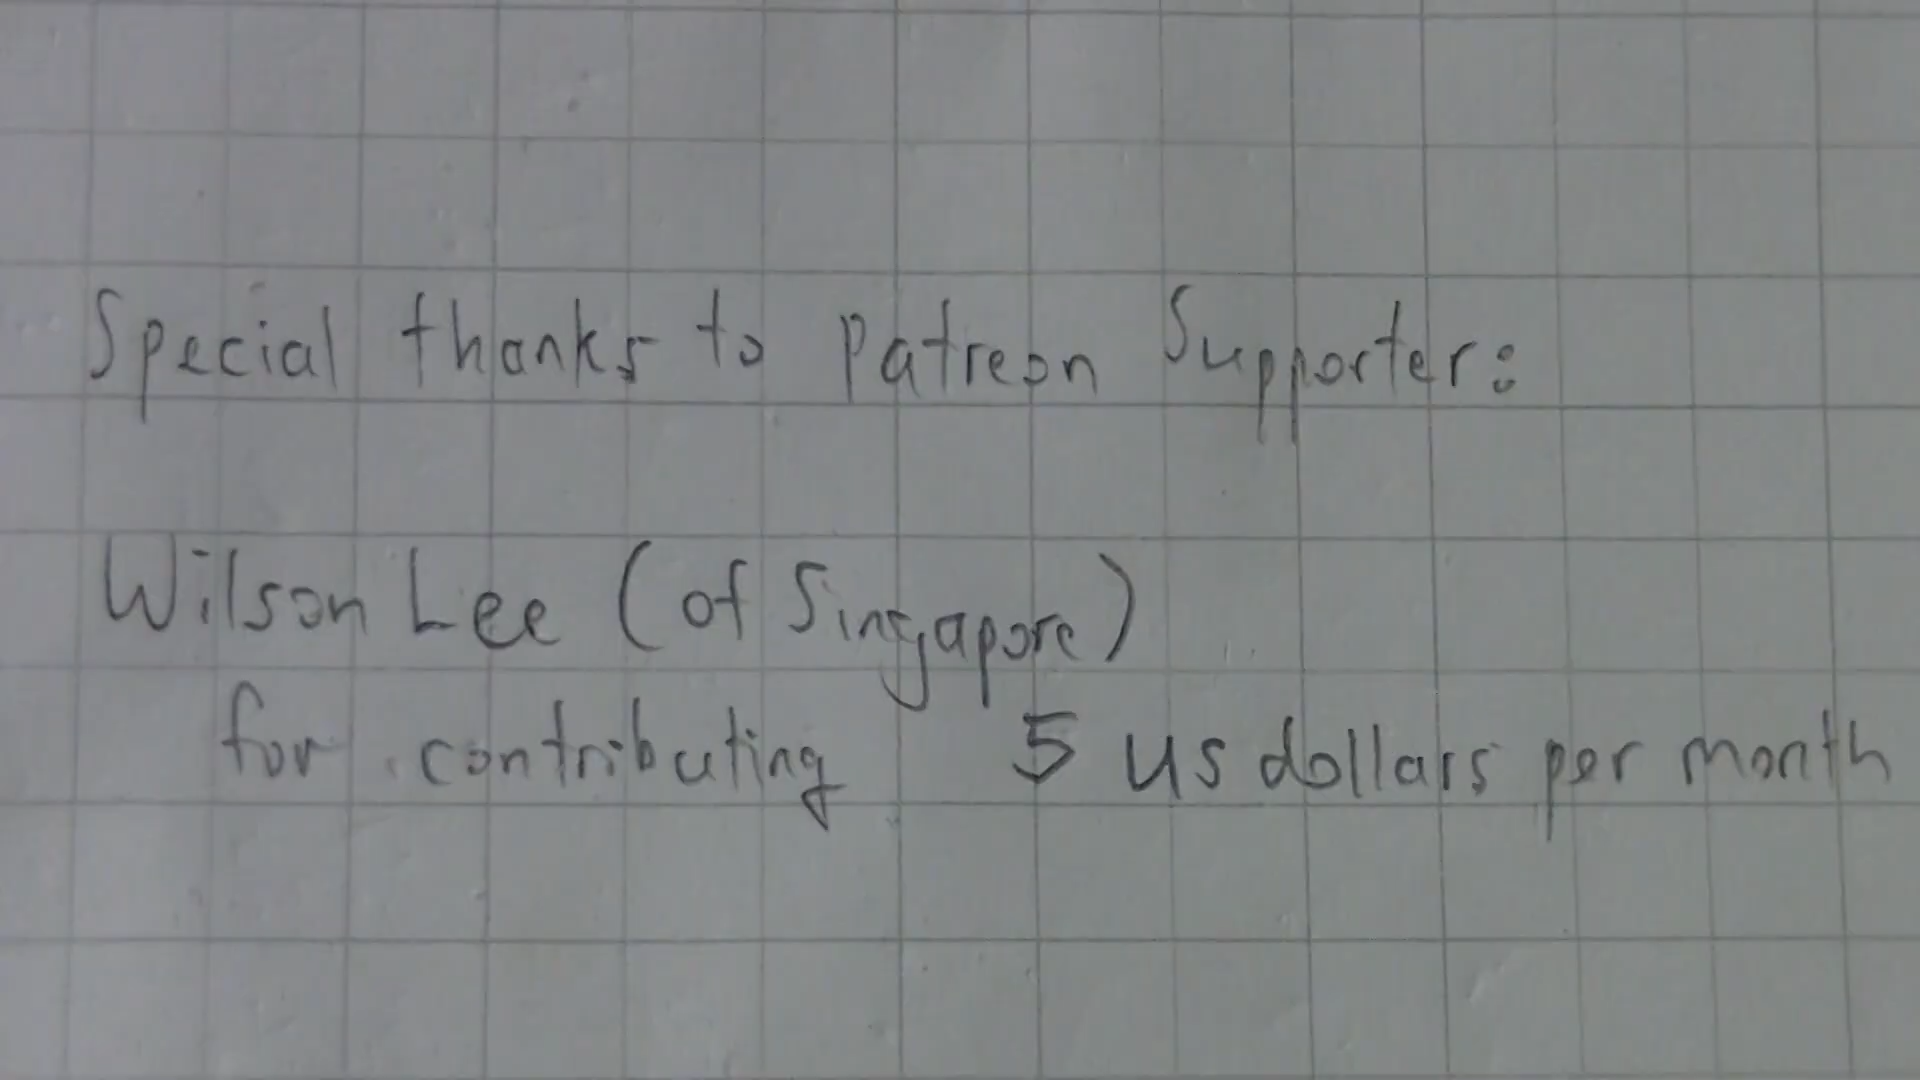 Special thanks to Patreon Supporter:
Wilson Lee (of Singapore)
for contributing 5 US dollars per month